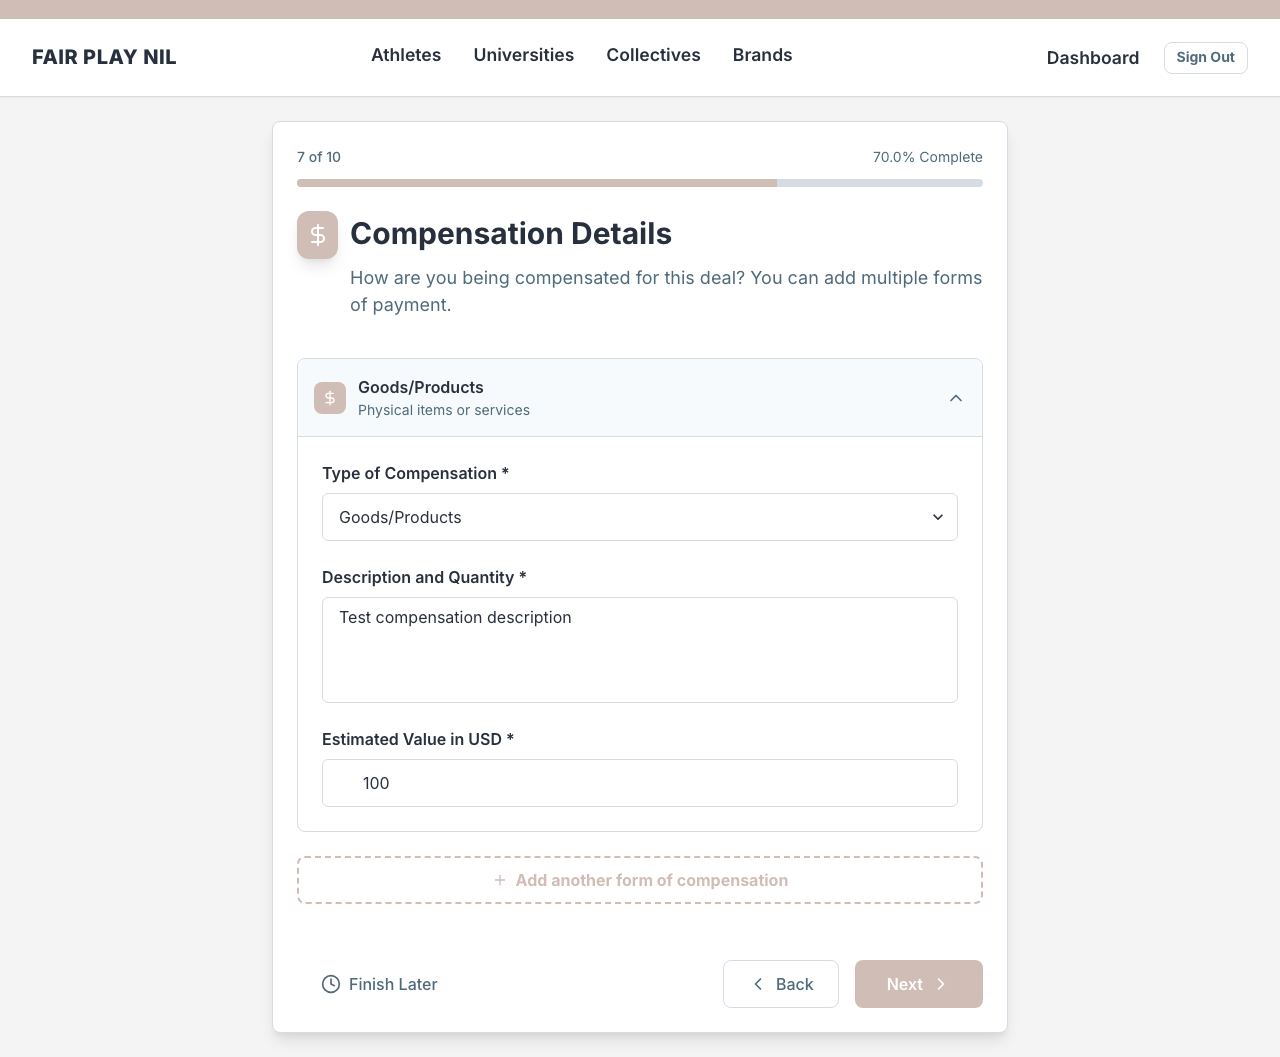 FAIR PLAY NIL
Athletes
Universities
Collectives
Brands
Dashboard
Sign Out
7 of 10
70.0% Complete
Compensation Details
How are you being compensated for this deal? You can add multiple forms
of payment.
Goods/Products
Physical items or services
Type of Compensation *
Goods/Products
Description and Quantity *
Test compensation description
Estimated Value in USD *
100
Add another form of compensation
Finish Later
Back
Next